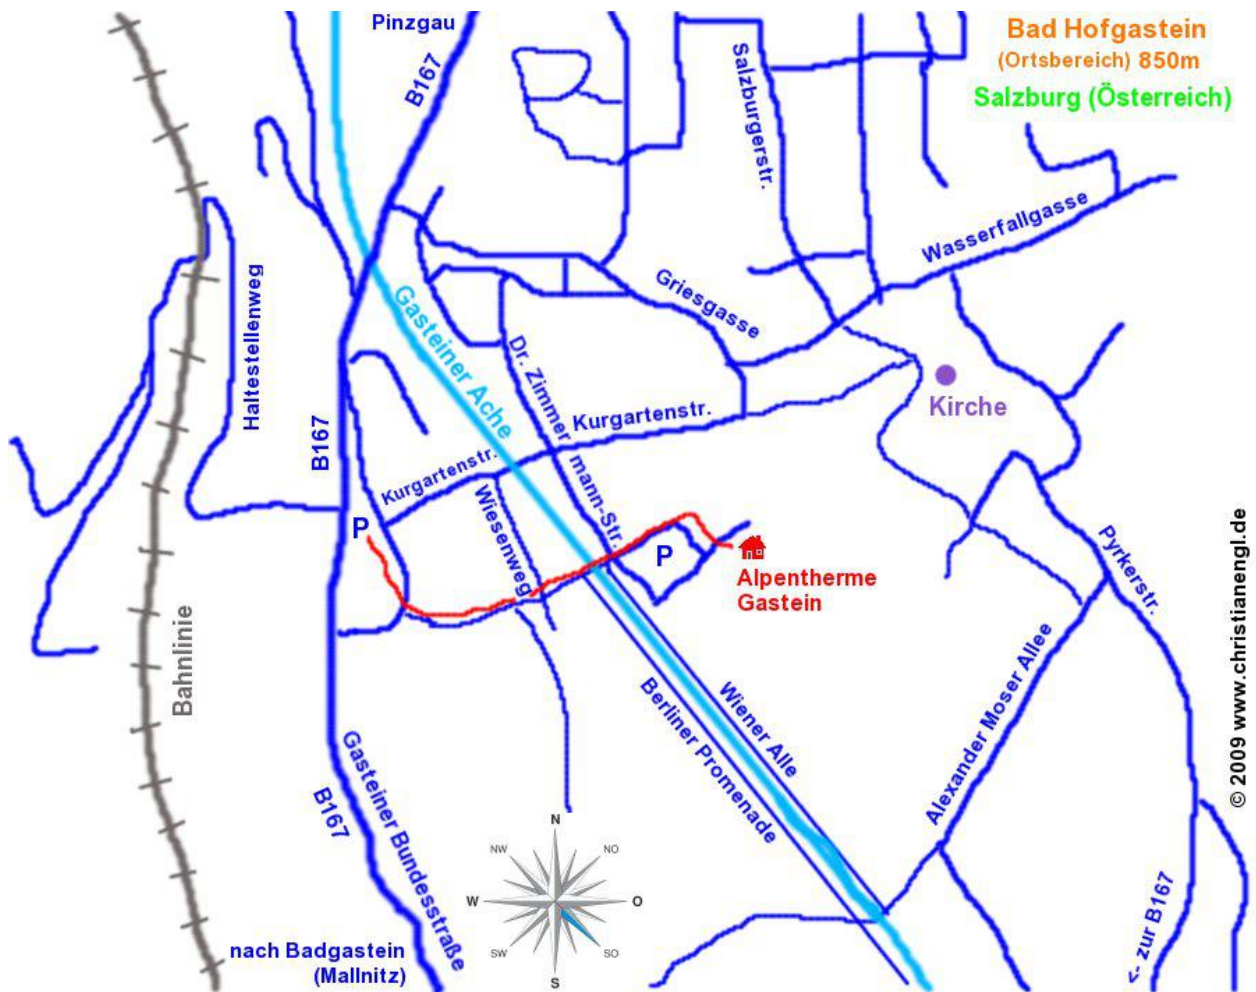 Pinzgau
B167
Bad Hofgastein
(Ortsbereich) 850m
Salzburg (Österreich)
Salzburgerstr.
Wasserfallgasse
Haltestellenweg
Gasteiner Ache
Griesgasse
Dr. Zimmer
mann-Str.
Kirche
B167
Kurgartenstr.
Kurgartenstr.
Wiesenweg
P
P
Alpentherme
Gastein
Pyrkerstr.
Bahnlinie
Alexander Moser Allee
Wiener Alle
Berliner Promenade
Gasteiner Bundesstraße
B167
N
NO
O
SO
S
SW
W
NW
nach Badgastein
(Mallnitz)
<- zur B167
© 2009 www.christianengl.de